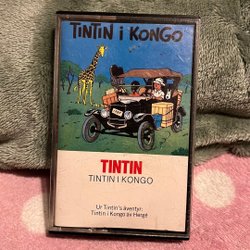 TINTIN i KONGO
TINTIN
TINTIN I KONGO
Ur Tintin's äventyr:
Tintin i Kongo av Hergé